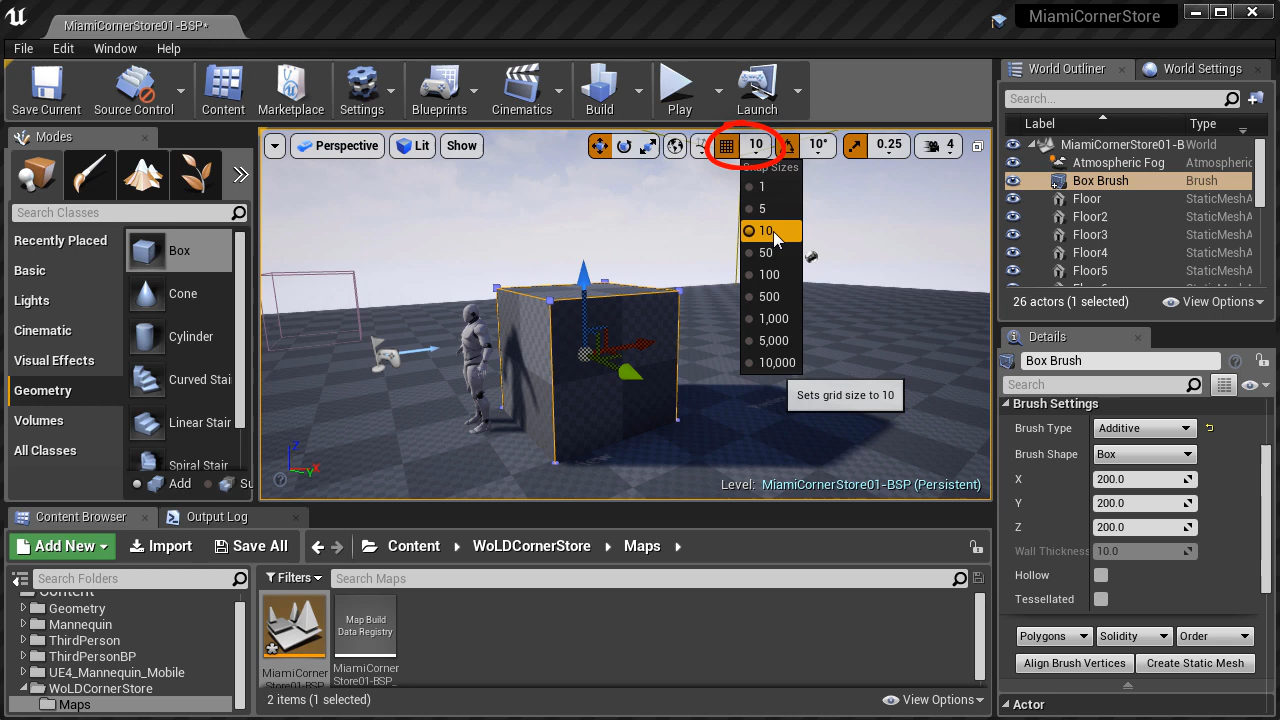 MiamiCornerStore01-BSP*
MiamiCornerStore
File Edit Window Help
Save Current
Source Control
Content
Marketplace
Settings
Blueprints
Cinematics
Build
Play
Launch
World Outliner
World Settings
Search...
Label
Type
MiamiCornerStore01-B World
Atmospheric Fog Atmospheric
Box Brush Brush
Floor StaticMeshA
Floor2 StaticMeshA
Floor3 StaticMeshA
Floor4 StaticMeshA
Floor5 StaticMeshA
26 actors (1 selected)
View Options
Modes
Search Classes
Recently Placed
Basic
Lights
Cinematic
Visual Effects
Geometry
Volumes
All Classes
Box
Cone
Cylinder
Curved Stai
Linear Stair
Spiral Stair
Add
Su
Perspective
Lit
Show
10
10°
0.25
4
Snap Sizes
1
5
10
50
100
500
1,000
5,000
10,000
Sets grid size to 10
Z
X
Y
Level: MiamiCornerStore01-BSP (Persistent)
Details
Box Brush
Search
Brush Settings
Brush Type Additive
Brush Shape Box
X 200.0
Y 200.0
Z 200.0
Wall Thickness 10.0
Hollow
Tessellated
Polygons
Solidity
Order
Align Brush Vertices
Create Static Mesh
Actor
Content Browser
Output Log
Add New
Import
Save All
Content
WoLDCornerStore
Maps
Search Folders
Content
Geometry
Mannequin
ThirdPerson
ThirdPersonBP
UE4_Mannequin_Mobile
WoLDCornerStore
Maps
Filters
Search Maps
MiamiCorner
Store01-BSP
Map Build
Data Registry
MiamiCorner
Store01-BSP_
2 items (1 selected)
View Options